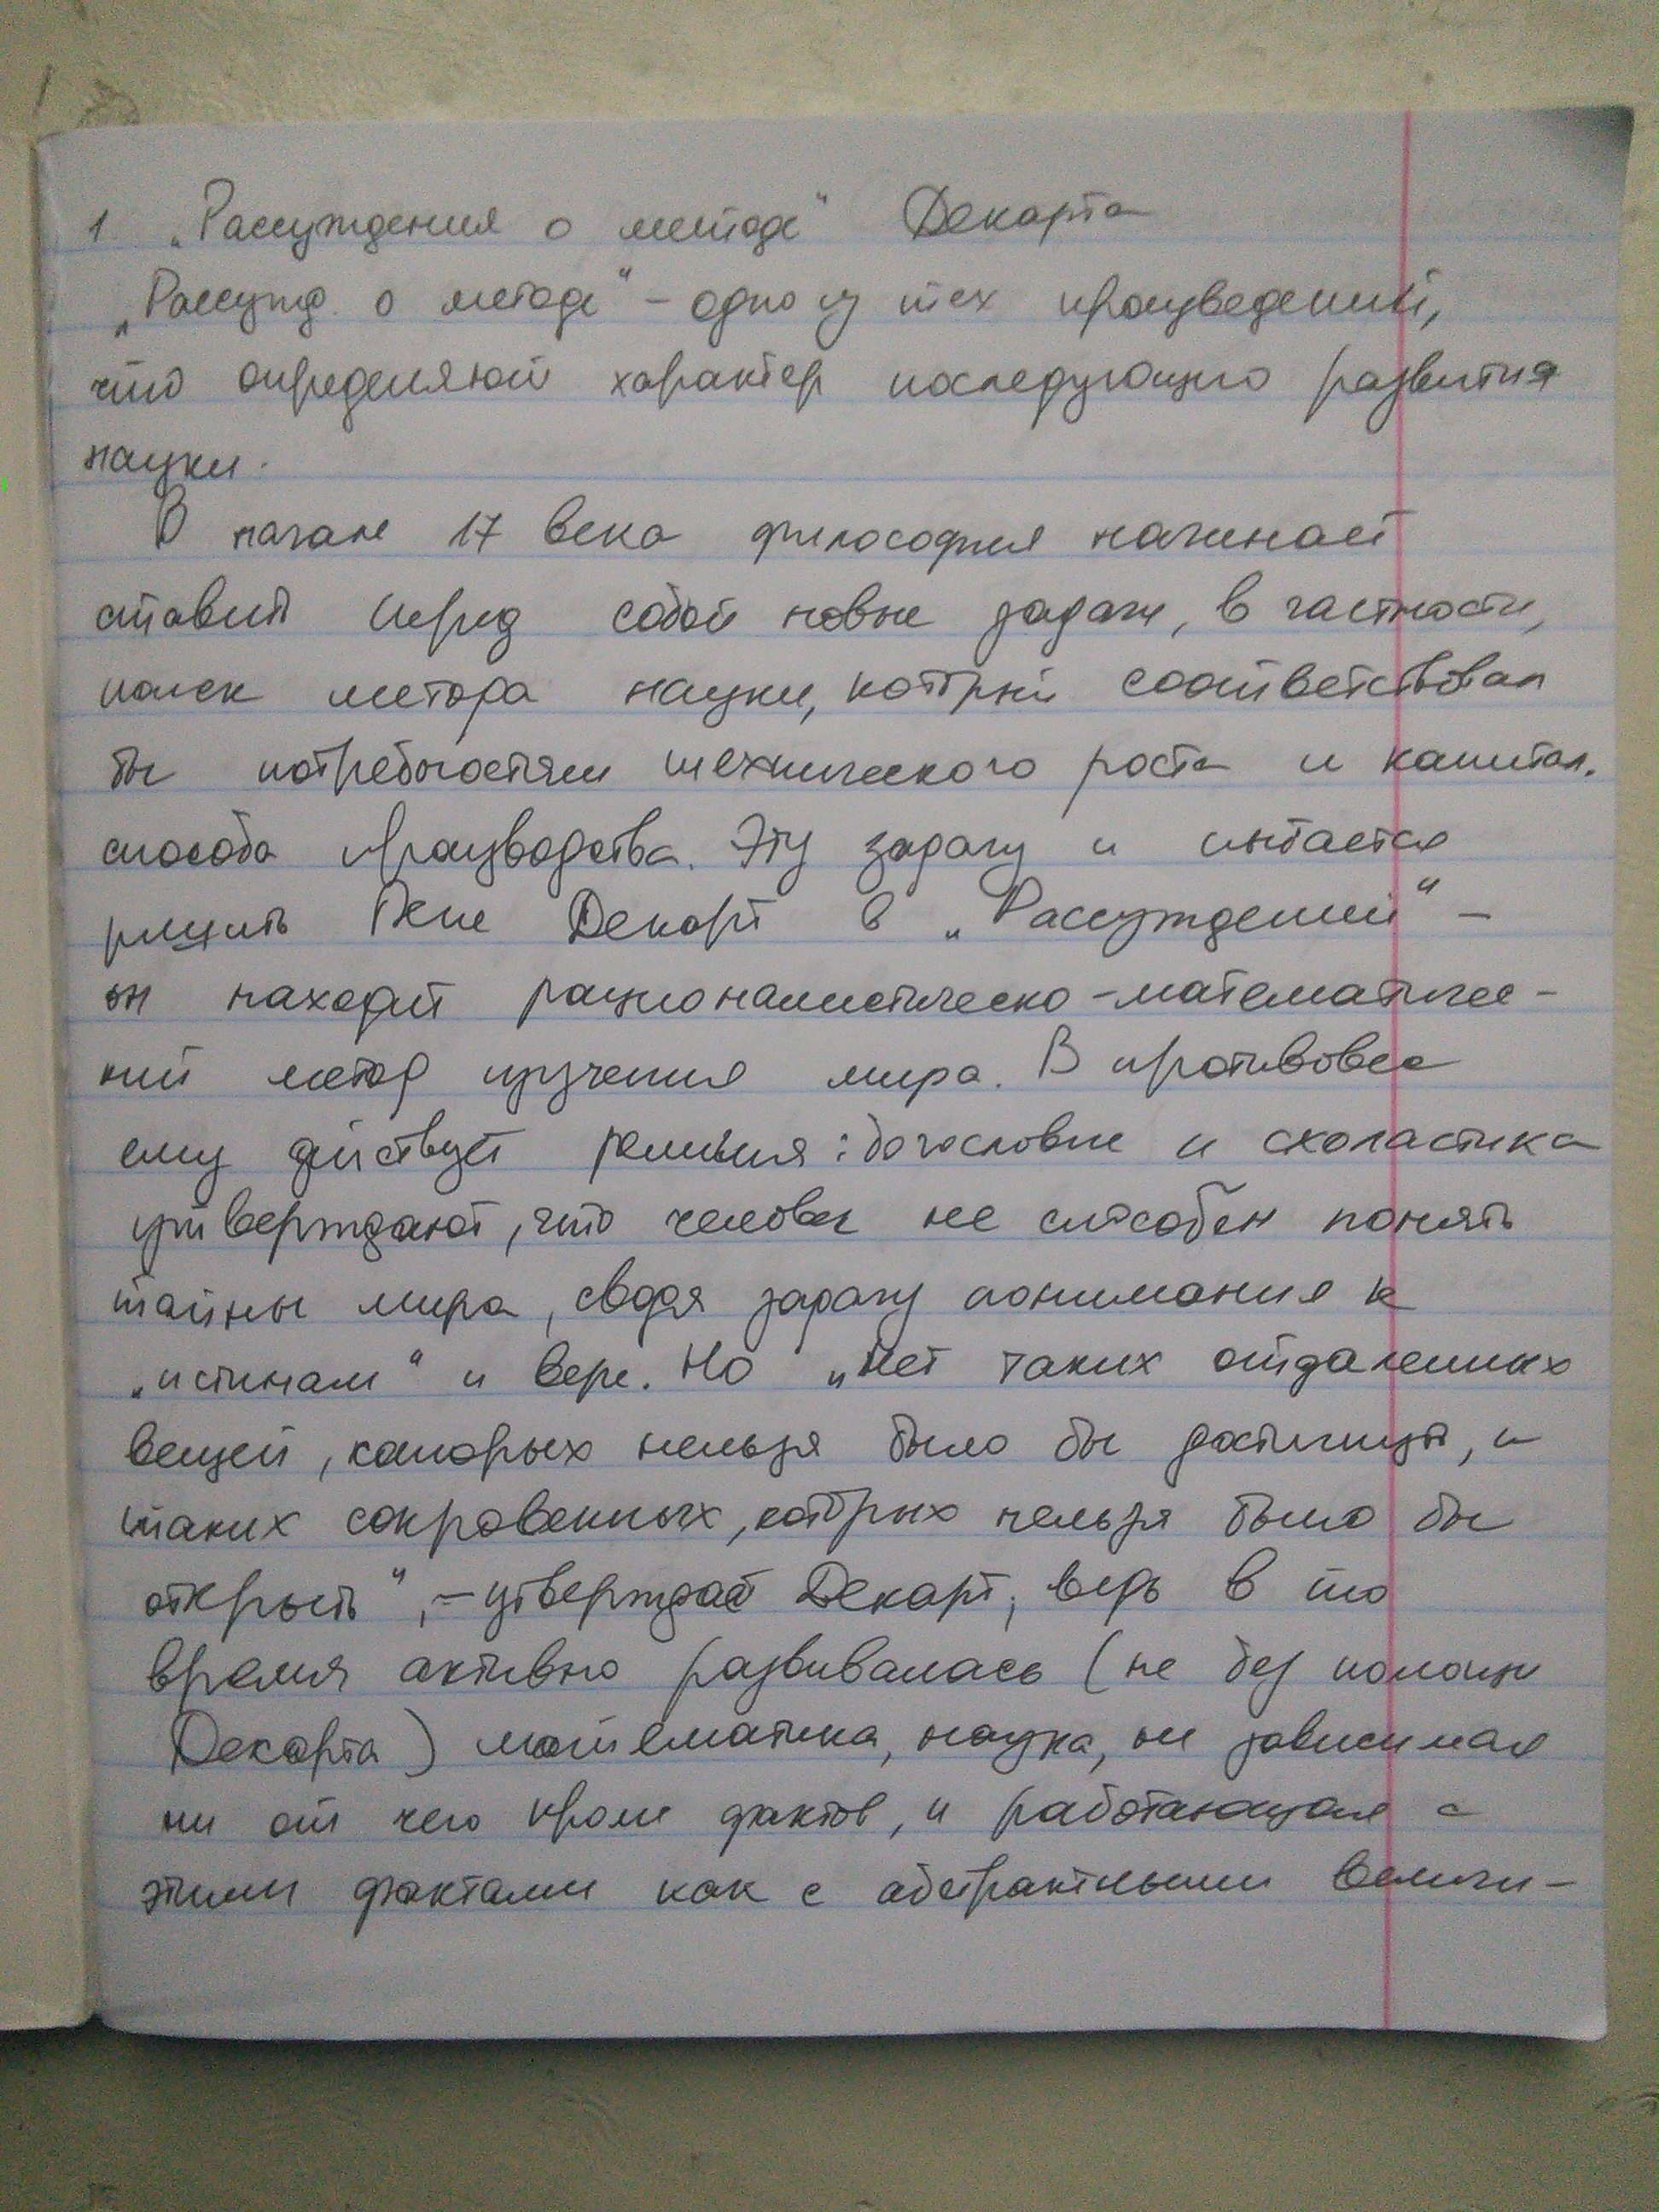 1. „Рассуждения о методе“ Декарта
„Рассужд. о методе“ – одно из тех произведений,
что определяют характер последующего развития
науки.
В начале 17 века философия начинает
ставить перед собой новые задачи, в частности,
поиск метода науки, который соответствовал
бы потребностям технического роста и капитал.
способа производства. Эту задачу и пытается
решить Рене Декарт в „Рассуждений“ –
он находит рационалистическо-математичес-
кий метод изучения мира. В противовес
ему действует религия: богословие и схоластика
утверждают, что человек не способен понять
тайны мира, сводя задачу понимания к
„истинам“ и вере. Но „нет таких отдаленных
вещей, которых нельзя было бы достигнуть, и
таких сокровенных, которых нельзя было бы
открыть“, – утверждает Декарт, ведь в то
время активно развивалась (не без помощи
Декарта) математика, наука, не зависимая
ни от чего кроме фактов, и работающая с
этими фактами как с абстрактными величи-